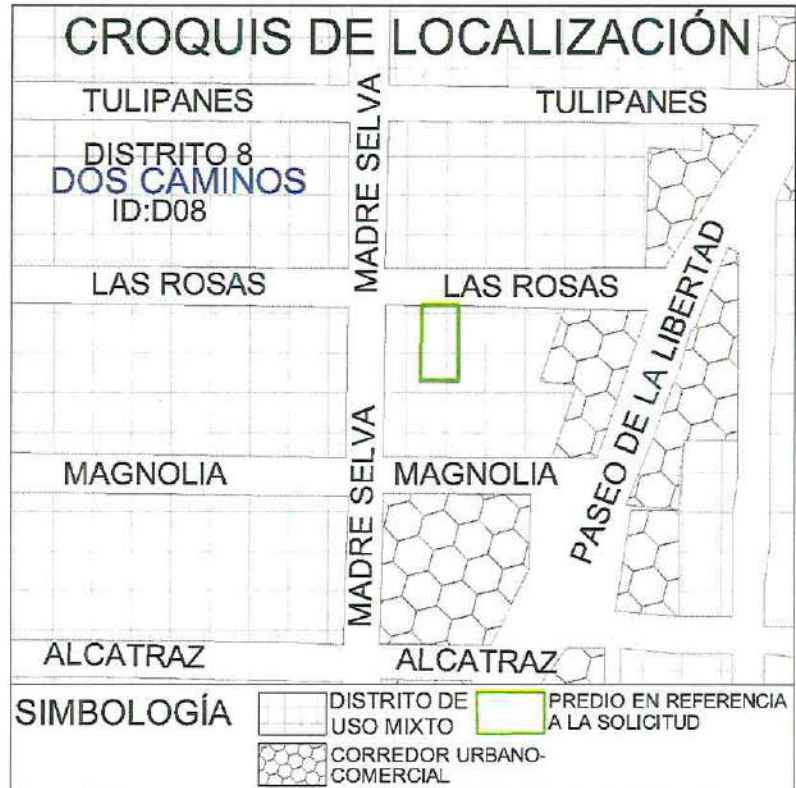 CROQUIS DE LOCALIZACIÓN
TULIPANES
TULIPANES
DISTRITO 8
DOS CAMINOS
ID:D08
MADRE SELVA
LAS ROSAS
LAS ROSAS
PASEO DE LA LIBERTAD
MAGNOLIA
MADRE SELVA
MAGNOLIA
ALCATRAZ
ALCATRAZ
SIMBOLOGÍA
DISTRITO DE
USO MIXTO
PREDIO EN REFERENCIA
A LA SOLICITUD
CORREDOR URBANO-
COMERCIAL